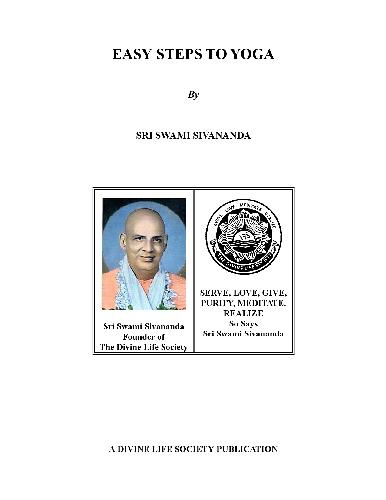 EASY STEPS TO YOGA
By
SRI SWAMI SIVANANDA
Sri Swami Sivananda
Founder of
The Divine Life Society
SERVE, LOVE, GIVE,
PURIFY, MEDITATE,
REALIZE
So Says
Sri Swami Sivananda
A DIVINE LIFE SOCIETY PUBLICATION